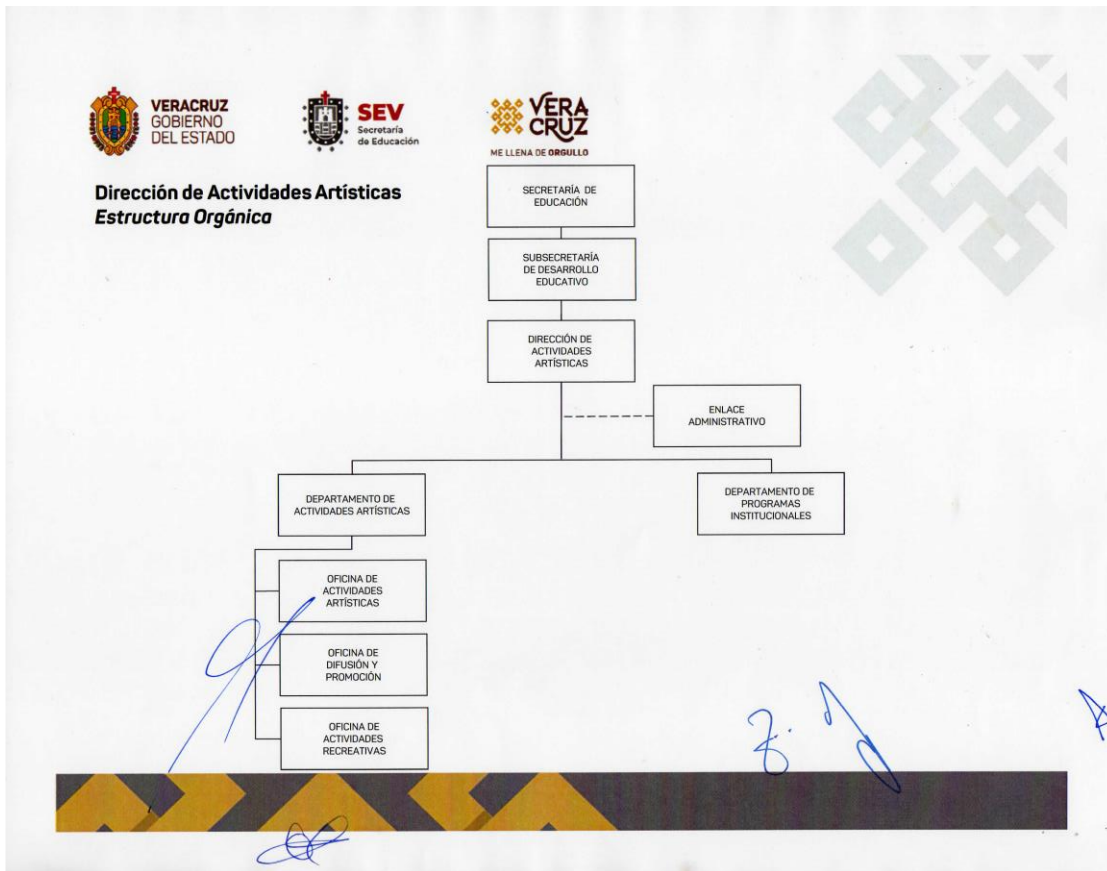 VERACRUZ
GOBIERNO
DEL ESTADO
SEV
Secretaría
de Educación
VERA
CRUZ
ME LLENA DE ORGULLO
Dirección de Actividades Artísticas
Estructura Orgánica
SECRETARÍA DE
EDUCACIÓN
SUBSECRETARÍA
DE DESARROLLO
EDUCATIVO
DIRECCIÓN DE
ACTIVIDADES
ARTÍSTICAS
ENLACE
ADMINISTRATIVO
DEPARTAMENTO DE
ACTIVIDADES ARTÍSTICAS
DEPARTAMENTO DE
PROGRAMAS
INSTITUCIONALES
OFICINA DE
ACTIVIDADES
ARTÍSTICAS
OFICINA DE
DIFUSIÓN Y
PROMOCIÓN
OFICINA DE
ACTIVIDADES
RECREATIVAS